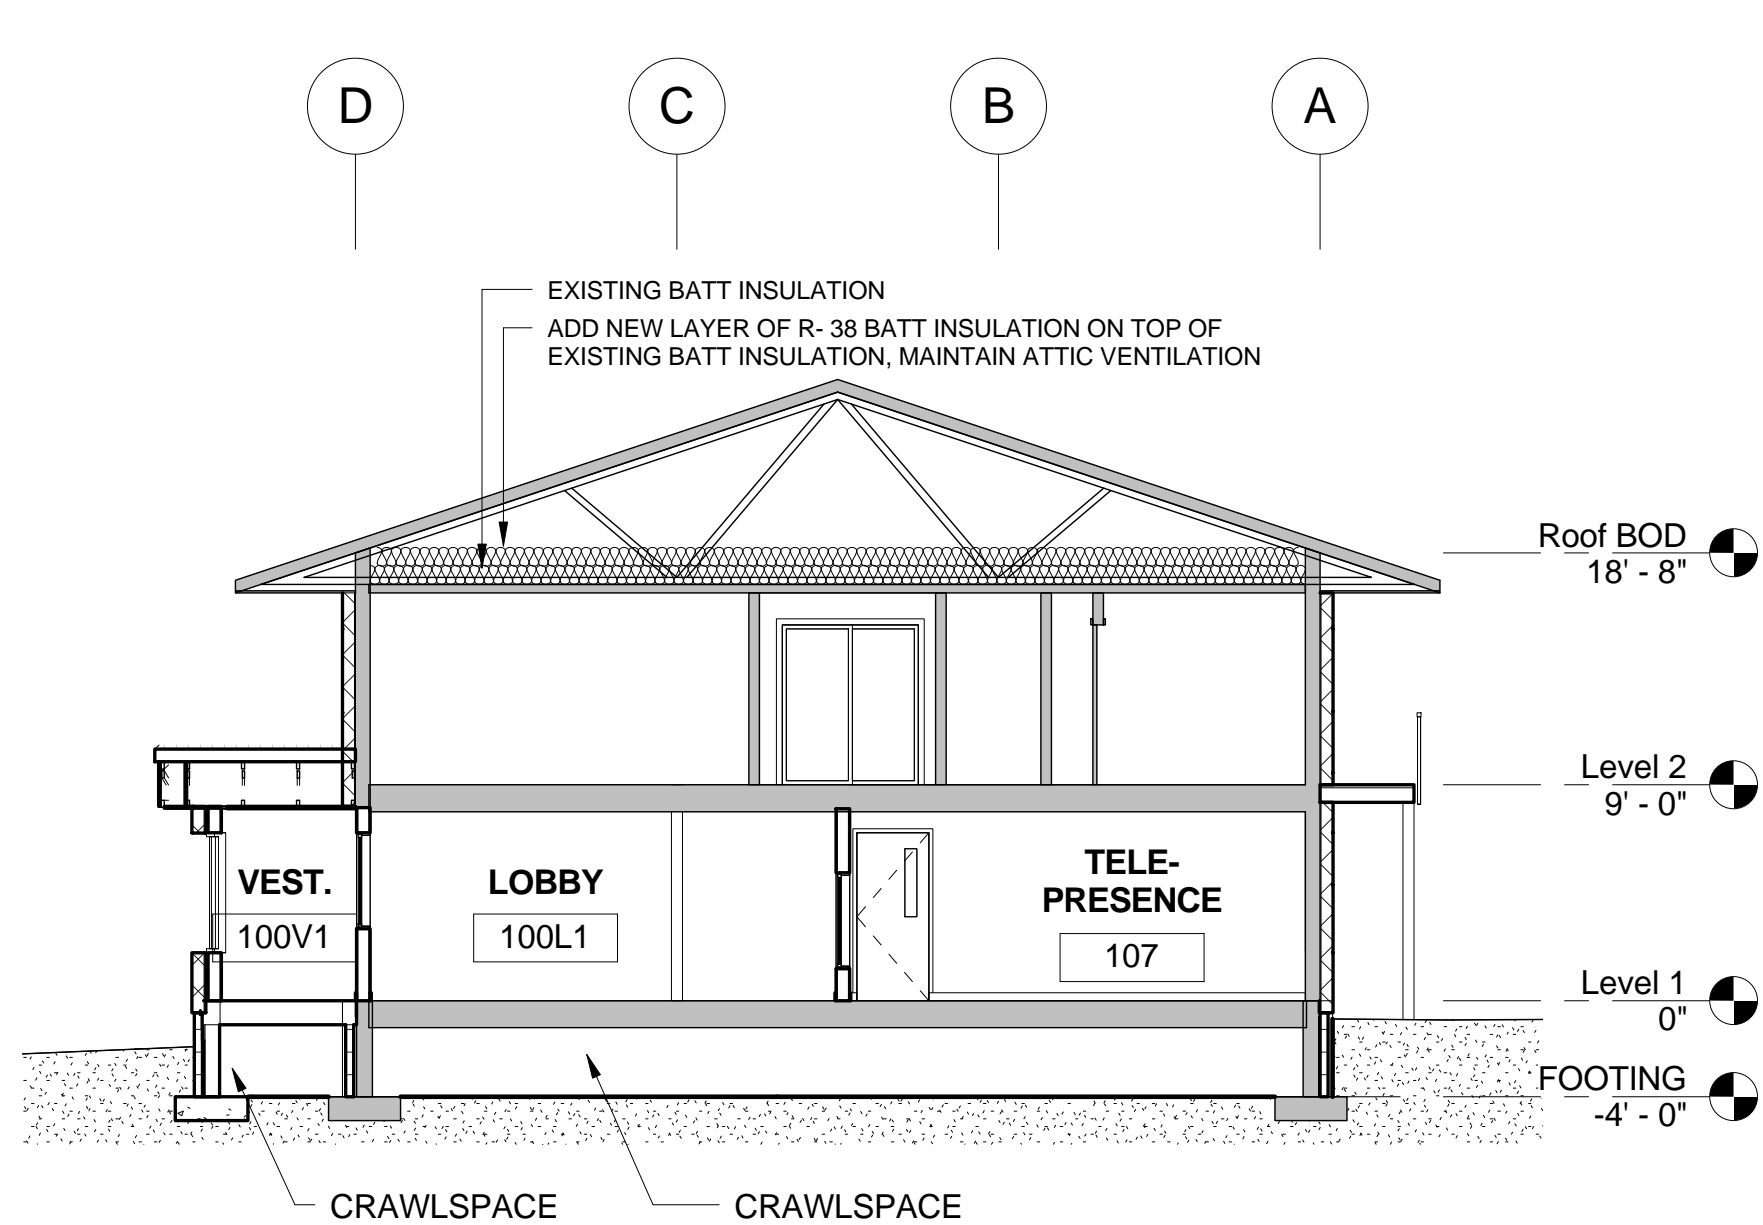 D
C
B
A
EXISTING BATT INSULATION
ADD NEW LAYER OF R- 38 BATT INSULATION ON TOP OF
EXISTING BATT INSULATION, MAINTAIN ATTIC VENTILATION
Roof BOD
18' - 8"
Level 2
9' - 0"
VEST.
100V1
LOBBY
100L1
TELE-
PRESENCE
107
Level 1
0"
FOOTING
-4' - 0"
CRAWLSPACE
CRAWLSPACE